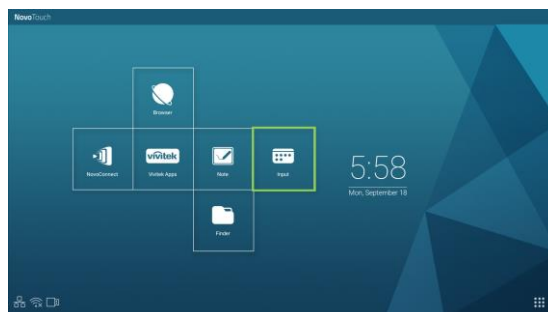 NovoTouch
Browser
NovoConnect
vivitek
Vivitek Apps
Note
Input
5:58
Mon, September 18
Finder